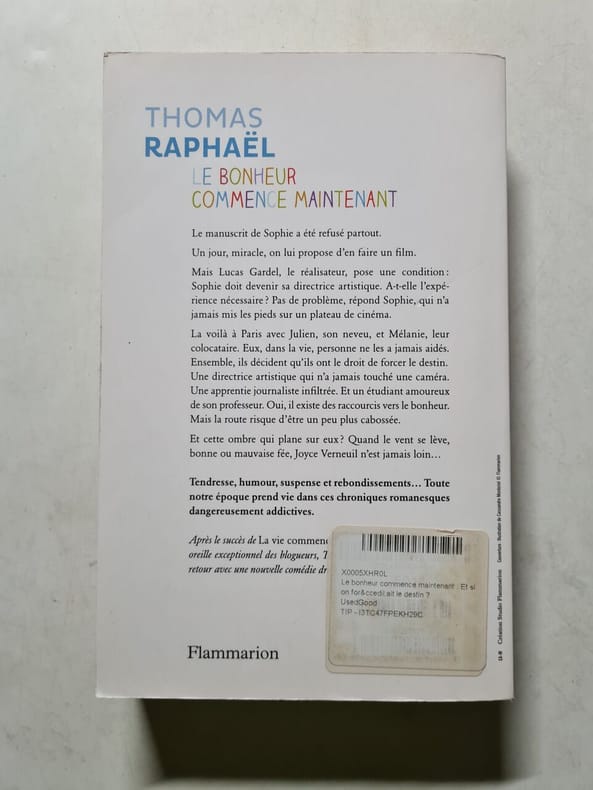 THOMAS
RAPHAËL
LE BONHEUR
COMMENCE MAINTENANT
Le manuscrit de Sophie a été refusé partout.
Un jour, miracle, on lui propose d'en faire un film.
Mais Lucas Gardel, le réalisateur, pose une condition :
Sophie doit devenir sa directrice artistique. A-t-elle l'expé-
rience nécessaire ? Pas de problème, répond Sophie, qui n'a
jamais mis les pieds sur un plateau de cinéma.
La voilà à Paris avec Julien, son neveu, et Mélanie, leur
colocataire. Eux, dans la vie, personne ne les a jamais aidés.
Ensemble, ils décident qu'ils ont le droit de forcer le destin.
Une directrice artistique qui n'a jamais touché une caméra.
Une apprentie journaliste infiltrée. Et un étudiant amoureux
de son professeur. Oui, il existe des raccourcis vers le bonheur.
Mais la route risque d'être un peu plus cabossée.
Et cette ombre qui plane sur eux ? Quand le vent se lève,
bonne ou mauvaise fée, Joyce Verneuil n'est jamais loin…
Tendresse, humour, suspense et rebondissements… Toute
notre époque prend vie dans ces chroniques romanesques
dangereusement addictives.
Après le succès de La vie commenc
oreille exceptionnel des blogueurs, T
retour avec une nouvelle comédie dr
X0005XHR0L
Le bonheur commence maintenant : Et si
on for&ccedil;ait le destin ?
UsedGood
TIP - I3TC47FPEKH29C
Flammarion
Création Studio Flammarion